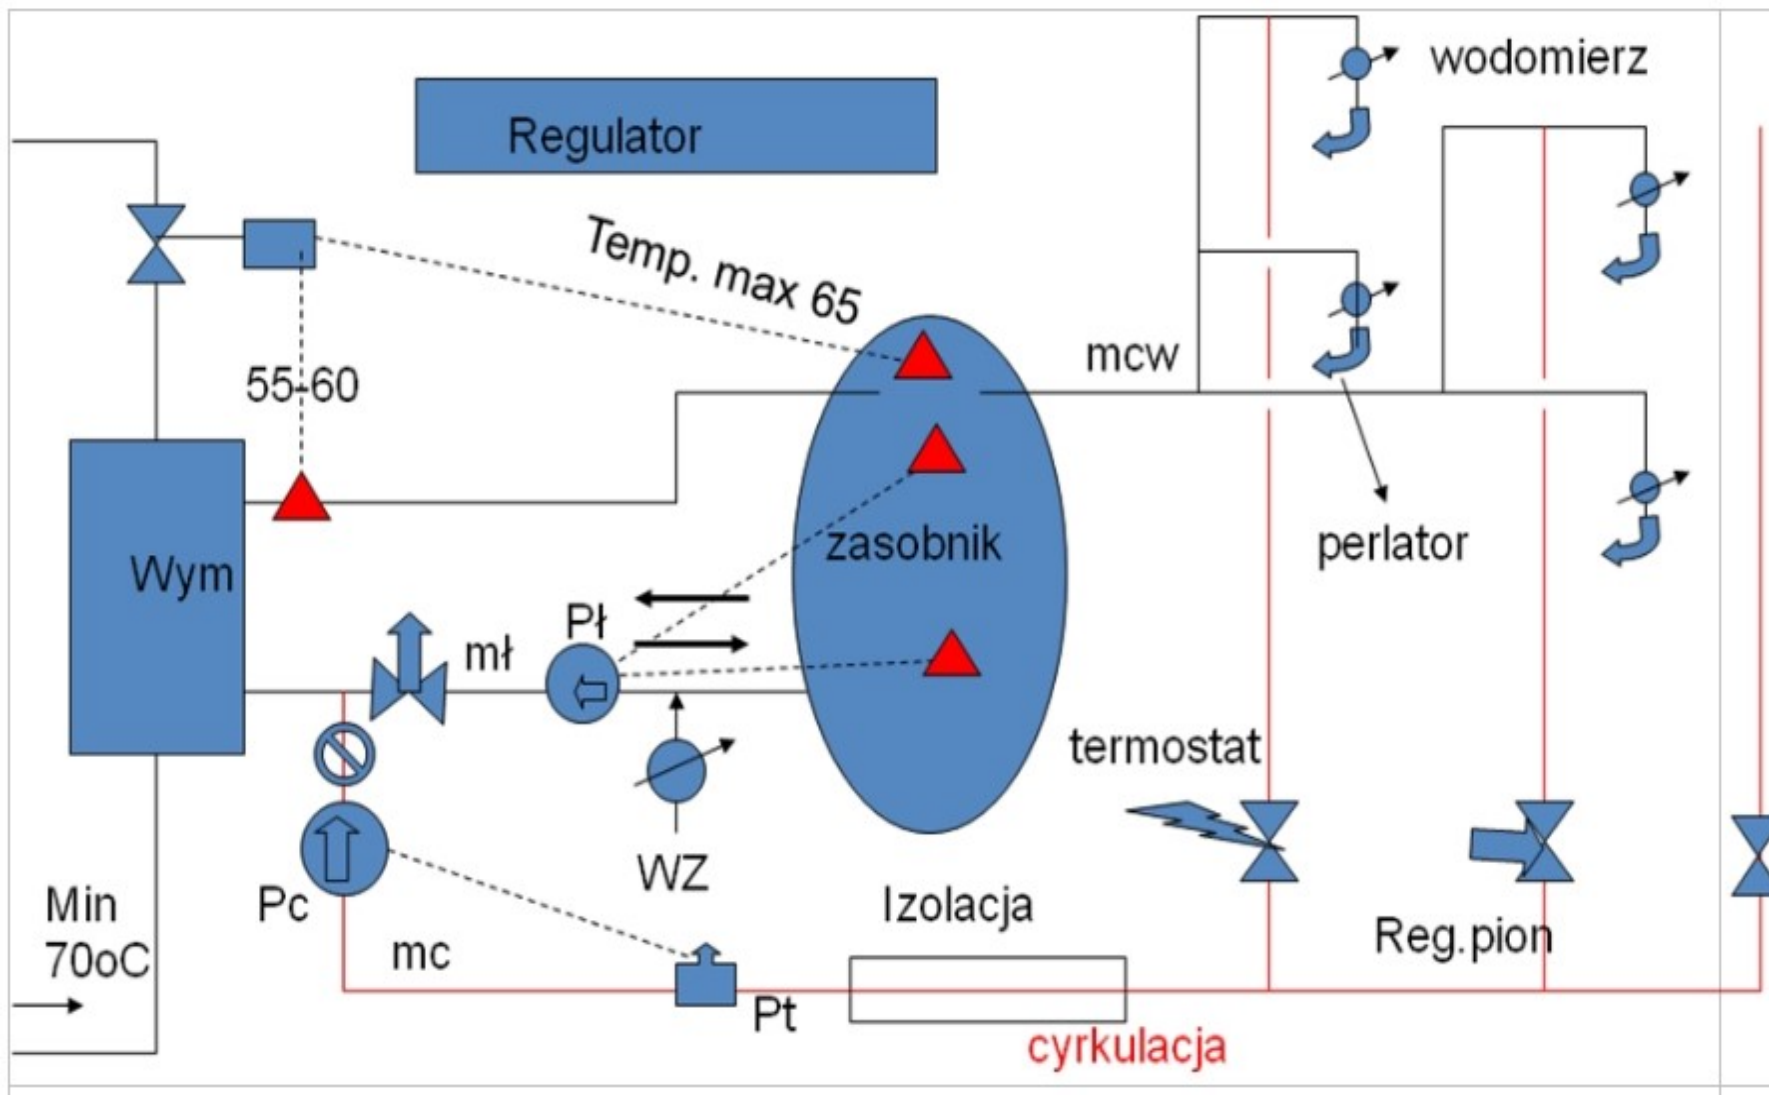 wodomierz
Regulator
Temp. max 65
mcw
55-60
zasobnik
perlator
Wym
Pł
mł
termostat
WZ
Izolacja
Min
70oC
Pc
Reg.pion
mc
Pt
cyrkulacja